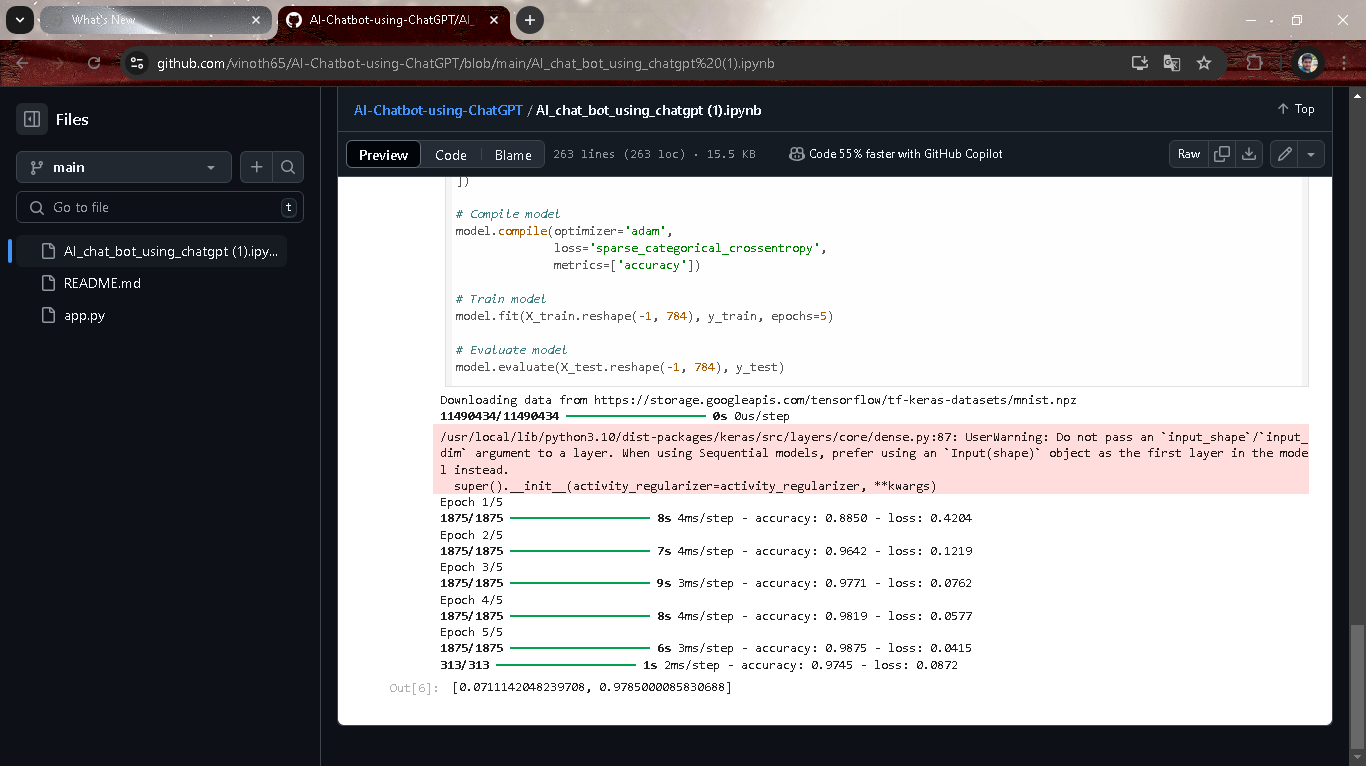 What's New
AI-Chatbot-using-ChatGPT/AI_
github.com/vinoth65/AI-Chatbot-using-ChatGPT/blob/main/AI_chat_bot_using_chatgpt%20(1).ipynb
Files
main
Go to file
t
AI_chat_bot_using_chatgpt (1).ipy...
README.md
app.py
AI-Chatbot-using-ChatGPT / AI_chat_bot_using_chatgpt (1).ipynb
Top
Preview
Code
Blame
263 lines (263 loc) · 15.5 KB
Code 55% faster with GitHub Copilot
Raw
])
# Compile model
model.compile(optimizer='adam',
loss='sparse_categorical_crossentropy',
metrics=['accuracy'])
# Train model
model.fit(X_train.reshape(-1, 784), y_train, epochs=5)
# Evaluate model
model.evaluate(X_test.reshape(-1, 784), y_test)
Downloading data from https://storage.googleapis.com/tensorflow/tf-keras-datasets/mnist.npz
11490434/11490434 0s 0us/step
/usr/local/lib/python3.10/dist-packages/keras/src/layers/core/dense.py:87: UserWarning: Do not pass an `input_shape`/`input_
dim` argument to a layer. When using Sequential models, prefer using an `Input(shape)` object as the first layer in the mode
l instead.
super().__init__(activity_regularizer=activity_regularizer, **kwargs)
Epoch 1/5
1875/1875 8s 4ms/step - accuracy: 0.8850 - loss: 0.4204
Epoch 2/5
1875/1875 7s 4ms/step - accuracy: 0.9642 - loss: 0.1219
Epoch 3/5
1875/1875 9s 3ms/step - accuracy: 0.9771 - loss: 0.0762
Epoch 4/5
1875/1875 8s 4ms/step - accuracy: 0.9819 - loss: 0.0577
Epoch 5/5
1875/1875 6s 3ms/step - accuracy: 0.9875 - loss: 0.0415
313/313 1s 2ms/step - accuracy: 0.9745 - loss: 0.0872
Out[6]: [0.0711142048239708, 0.9785000085830688]